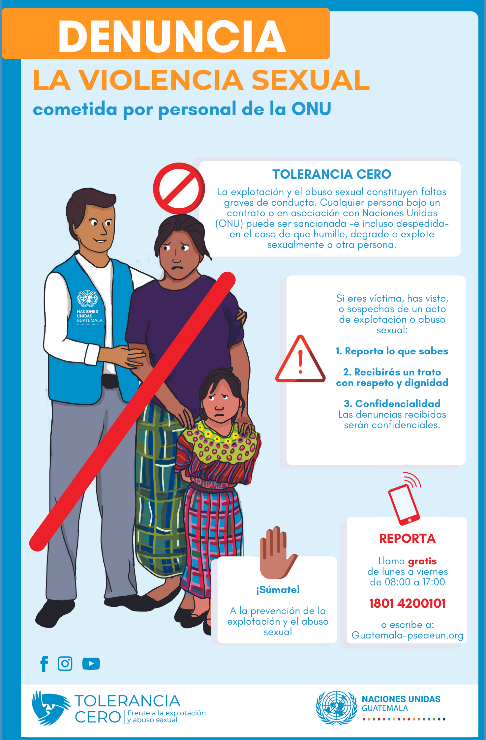 DENUNCIA
LA VIOLENCIA SEXUAL
cometida por personal de la ONU
TOLERANCIA CERO
La explotación y el abuso sexual constituyen faltas
graves de conducta. Cualquier persona bajo un
contrato o en asociación con Naciones Unidas
(ONU) puede ser sancionada -e incluso despedida-
en el caso de que humille, degrade o explote
sexualmente a otra persona.
NACIONES
UNIDAS
GUATEMALA
Si eres víctima, has visto,
o sospechas de un acto
de explotación o abuso
sexual:
1. Reporta lo que sabes
2. Recibirás un trato
con respeto y dignidad
3. Confidencialidad
Las denuncias recibidas
serán confidenciales.
REPORTA
Llama gratis
de lunes a viernes
de 08:00 a 17:00
1801 4200101
o escribe a:
Guatemala-psea@un.org
¡Súmate!
A la prevención de la
explotación y el abuso
sexual
TOLERANCIA
CERO Frente a la explotación
y abuso sexual
NACIONES UNIDAS
GUATEMALA